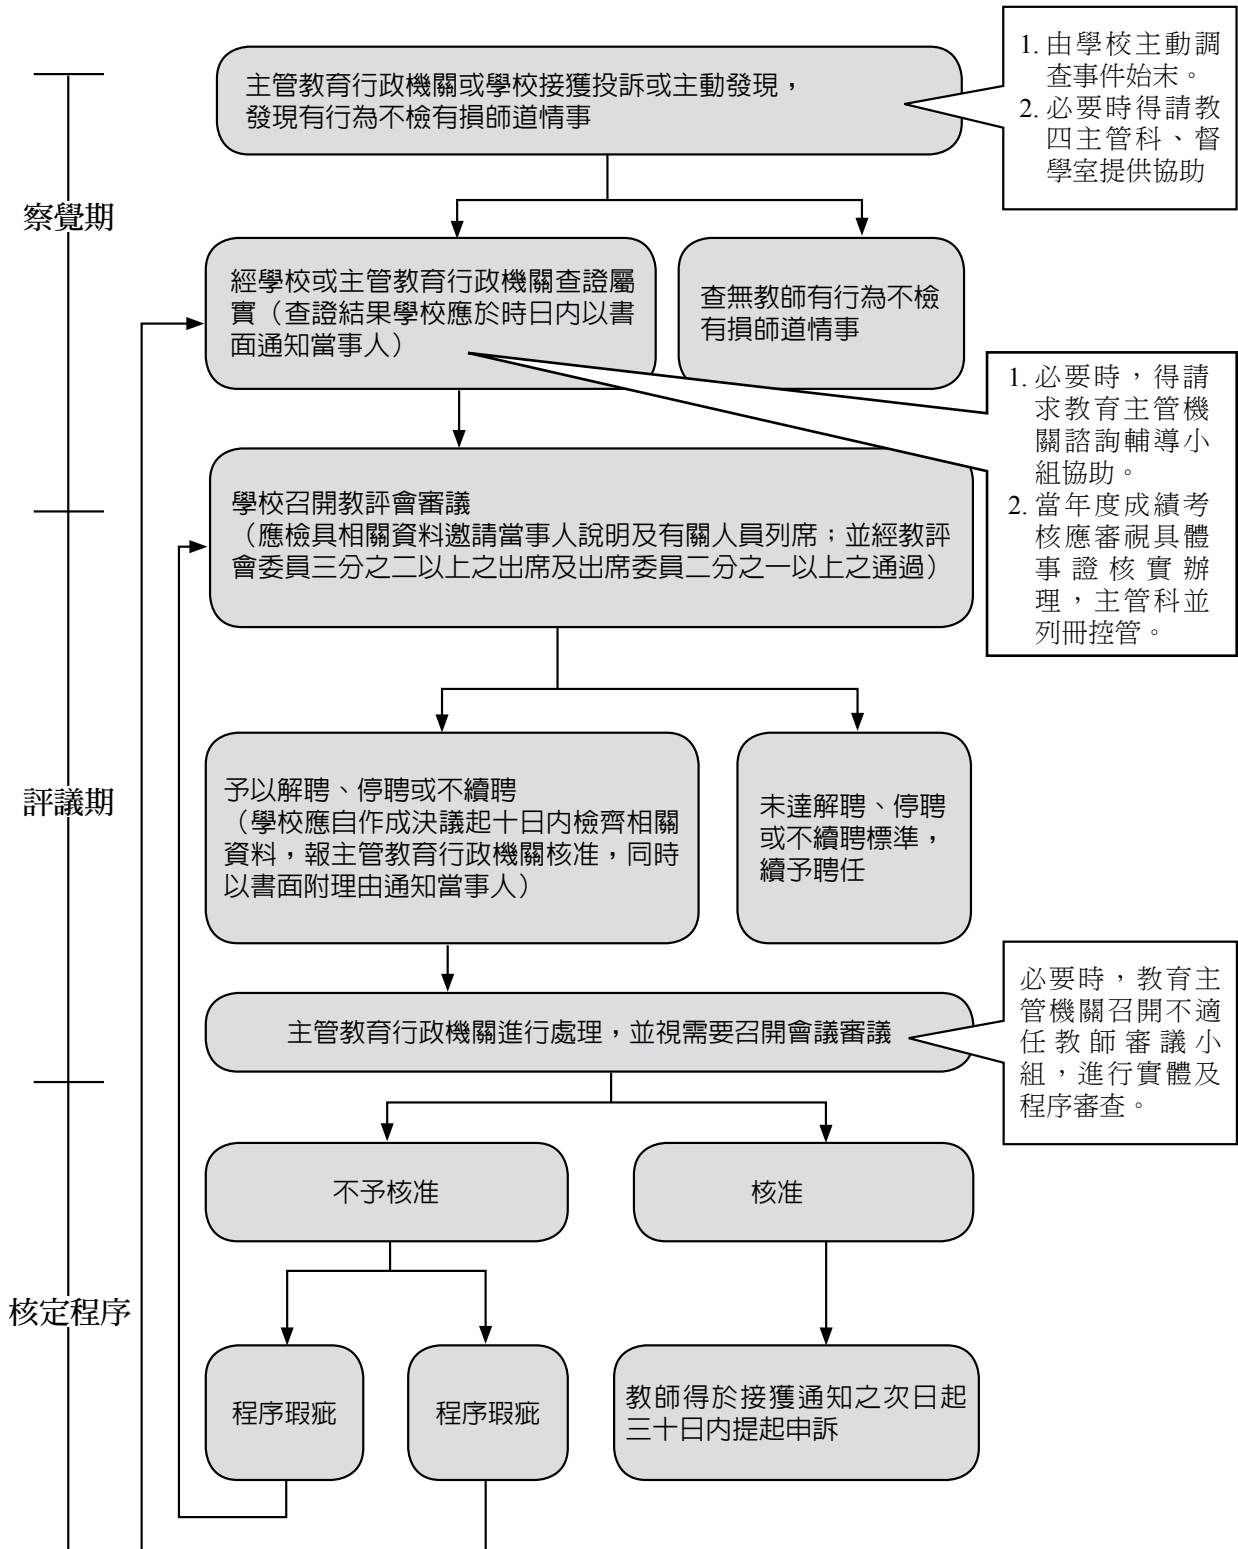 主管教育行政機關或學校接獲投訴或主動發現，
發現有行為不檢有損師道情事
1. 由學校主動調
查事件始末。
2. 必要時得請教
四主管科、督
學室提供協助
察覺期
經學校或主管教育行政機關查證屬
實（查證結果學校應於時日內以書
面通知當事人）
查無教師有行為不檢
有損師道情事
1. 必要時，得請
求教育主管機
關諮詢輔導小
組協助。
2. 當年度成績考
核應審視具體
事證核實辦
理，主管科並
列冊控管。
學校召開教評會審議
（應檢具相關資料邀請當事人說明及有關人員列席；並經教評
會委員三分之二以上之出席及出席委員二分之一以上之通過）
評議期
予以解聘、停聘或不續聘
（學校應自作成決議起十日內檢齊相關
資料，報主管教育行政機關核准，同時
以書面附理由通知當事人）
未達解聘、停聘
或不續聘標準，
續予聘任
主管教育行政機關進行處理，並視需要召開會議審議
必要時，教育主
管機關召開不適
任教師審議小
組，進行實體及
程序審查。
不予核准
核准
核定程序
程序瑕疵
程序瑕疵
教師得於接獲通知之次日起
三十日內提起申訴